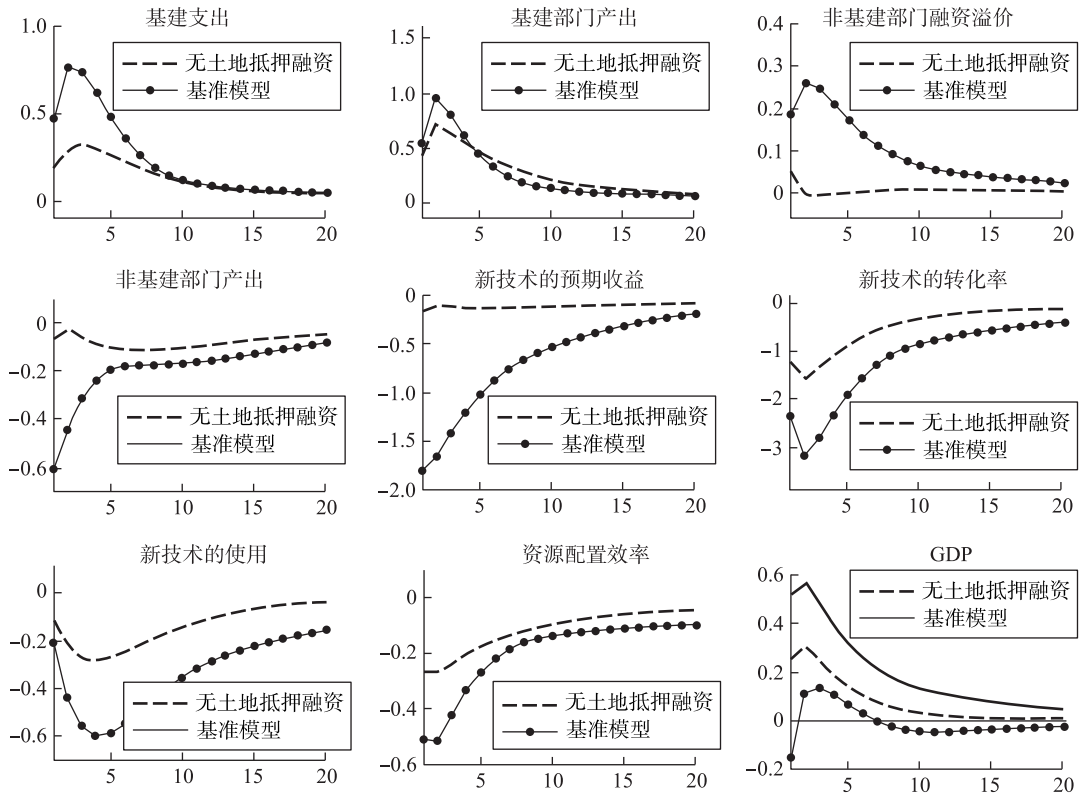 基建支出
1.0
0.5
0
5
10
15
20
无土地抵押融资
基准模型
基建部门产出
1.5
1.0
0.5
0
5
10
15
20
无土地抵押融资
基准模型
非基建部门融资溢价
0.4
0.3
0.2
0.1
0
5
10
15
20
无土地抵押融资
基准模型
非基建部门产出
0
−0.2
−0.4
−0.6
5
10
15
20
无土地抵押融资
基准模型
新技术的预期收益
0
−0.5
−1.0
−1.5
−2.0
5
10
15
20
无土地抵押融资
基准模型
新技术的转化率
0
−1
−2
−3
5
10
15
20
无土地抵押融资
基准模型
新技术的使用
0
−0.2
−0.4
−0.6
5
10
15
20
无土地抵押融资
基准模型
资源配置效率
0
−0.2
−0.4
−0.6
5
10
15
20
无土地抵押融资
基准模型
GDP
0.6
0.4
0.2
0
−0.2
5
10
15
20
无土地抵押融资
基准模型